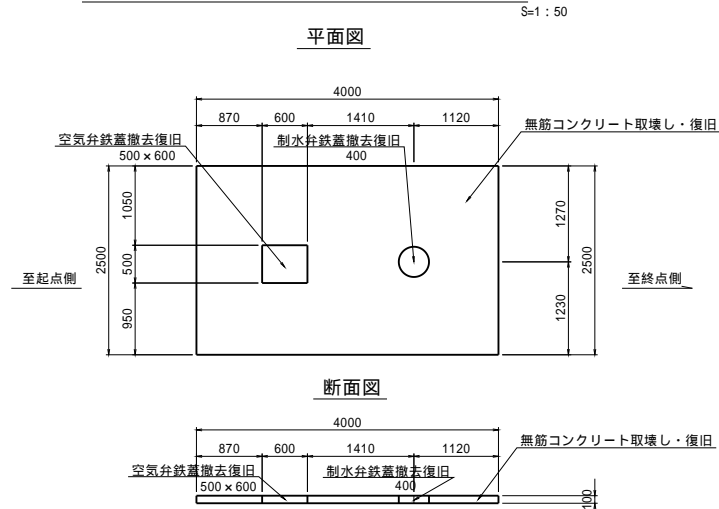 S=1：50
平面図
4000
870 600 1410 1120
空気弁鉄蓋撤去復旧
500×600
制水弁鉄蓋撤去復旧
400
無筋コンクリート取壊し・復旧
2500
1050
500
950
1270
1230
2500
至起点側
至終点側
断面図
4000
870 600 1410 1120
空気弁鉄蓋撤去復旧
500×600
制水弁鉄蓋撤去復旧
400
無筋コンクリート取壊し・復旧
100